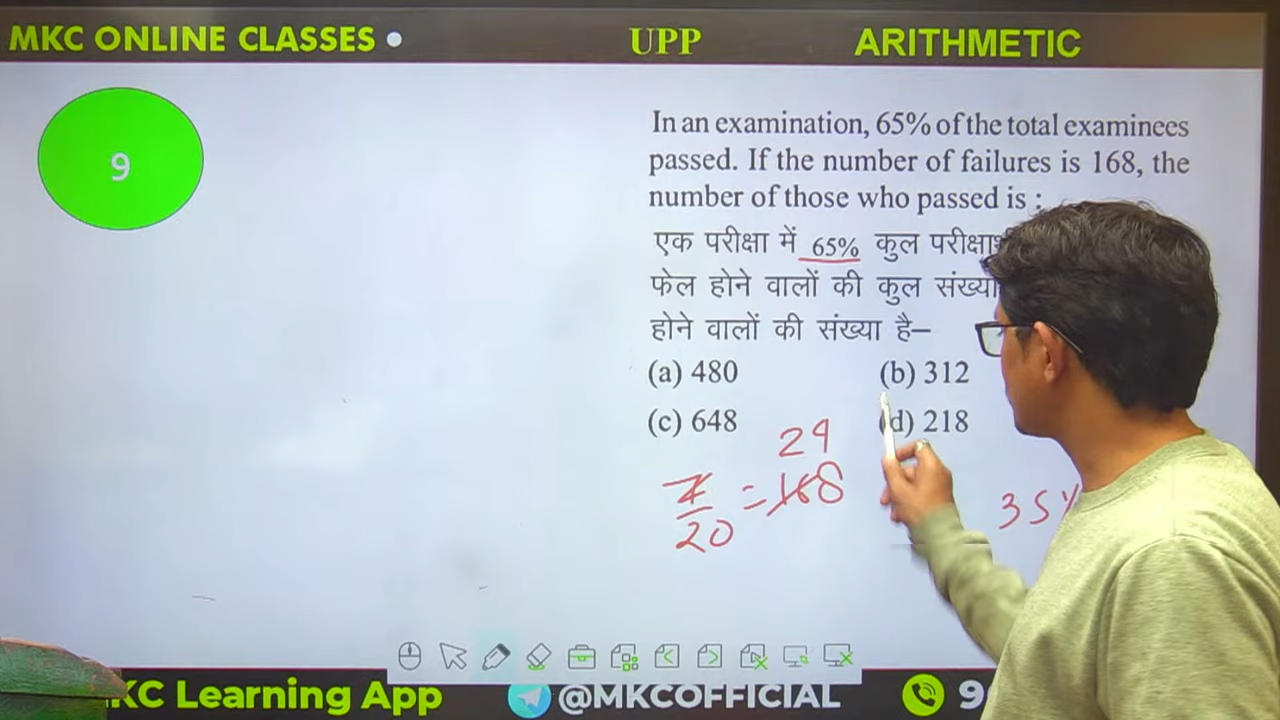 MKC ONLINE CLASSES • UPP ARITHMETIC
9
In an examination, 65% of the total examinees
passed. If the number of failures is 168, the
number of those who passed is :
एक परीक्षा में 65% कुल
फेल होने वालों की कुल संख्या
होने वालों की संख्या है–
(a) 480 (b) 312
(c) 648 (d) 218
24
7/20 = 168
35%
KC Learning App @MKCOFFICIAL 9